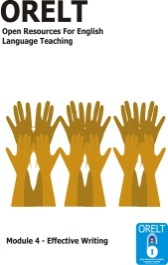 ORELT
Open Resources For English
Language Teaching
Module 4 - Effective Writing
ORELT